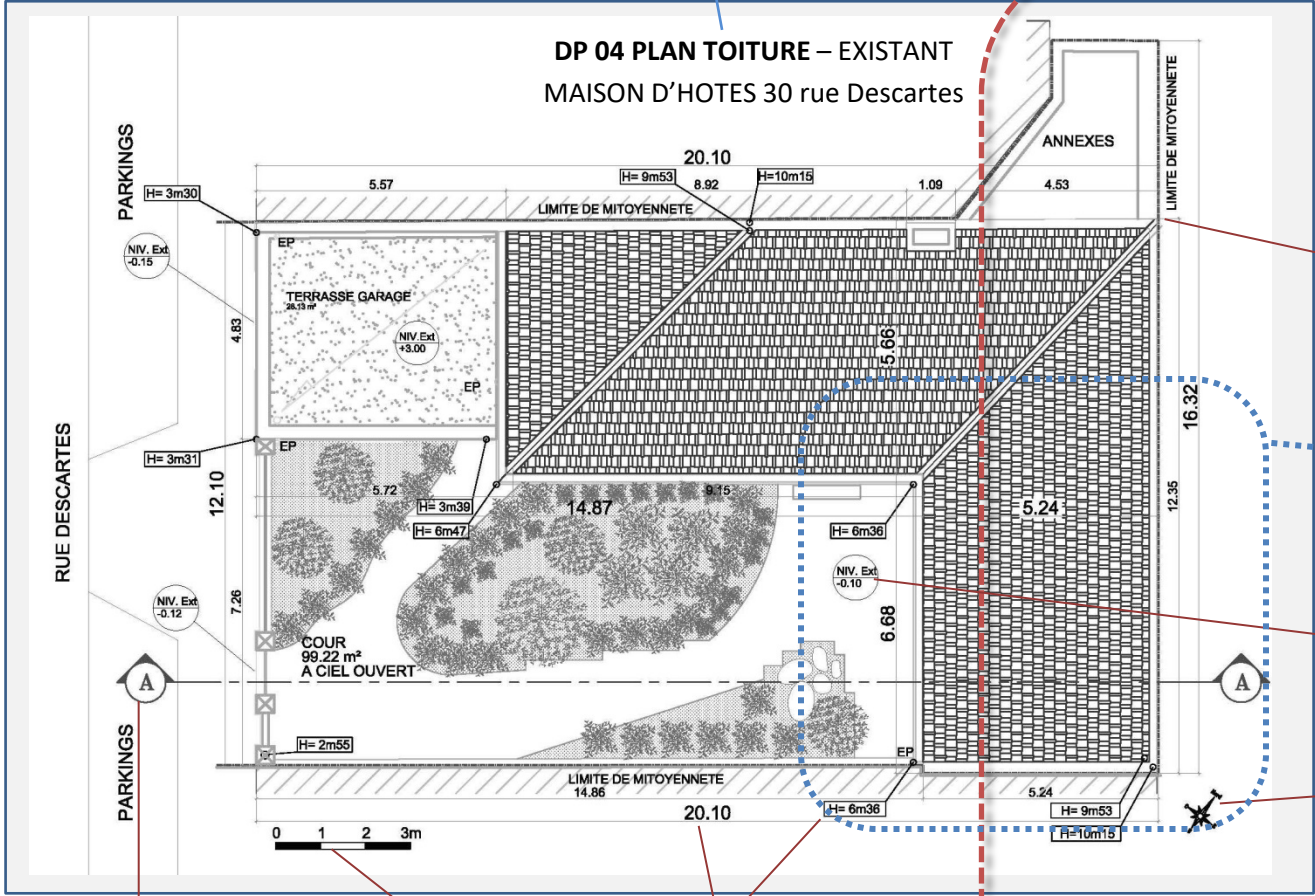 DP 04 PLAN TOITURE – EXISTANT
MAISON D'HOTES 30 rue Descartes
LIMITE DE MITOYENNETE
ANNEXES
PARKINGS
20.10
H= 3m30
5.57
H= 9m53
8.92
H=10m15
1.09
4.53
LIMITE DE MITOYENNETE
EP
NIV. Ext
-0.15
TERRASSE GARAGE
26.13 m²
4.83
NIV.Ext
+3.00
5.66
EP
16.32
RUE DESCARTES
H= 3m31
EP
12.10
5.72
H= 3m39
9.15
14.87
H= 6m47
H= 6m36
5.24
12.35
NIV. Ext
-0.10
NIV. Ext
-0.12
7.26
6.68
COUR
99.22 m²
A CIEL OUVERT
A
A
PARKINGS
H= 2m55
EP
LIMITE DE MITOYENNETE
14.86
5.24
20.10
H= 6m36
H= 9m53
H=10m15
0 1 2 3m